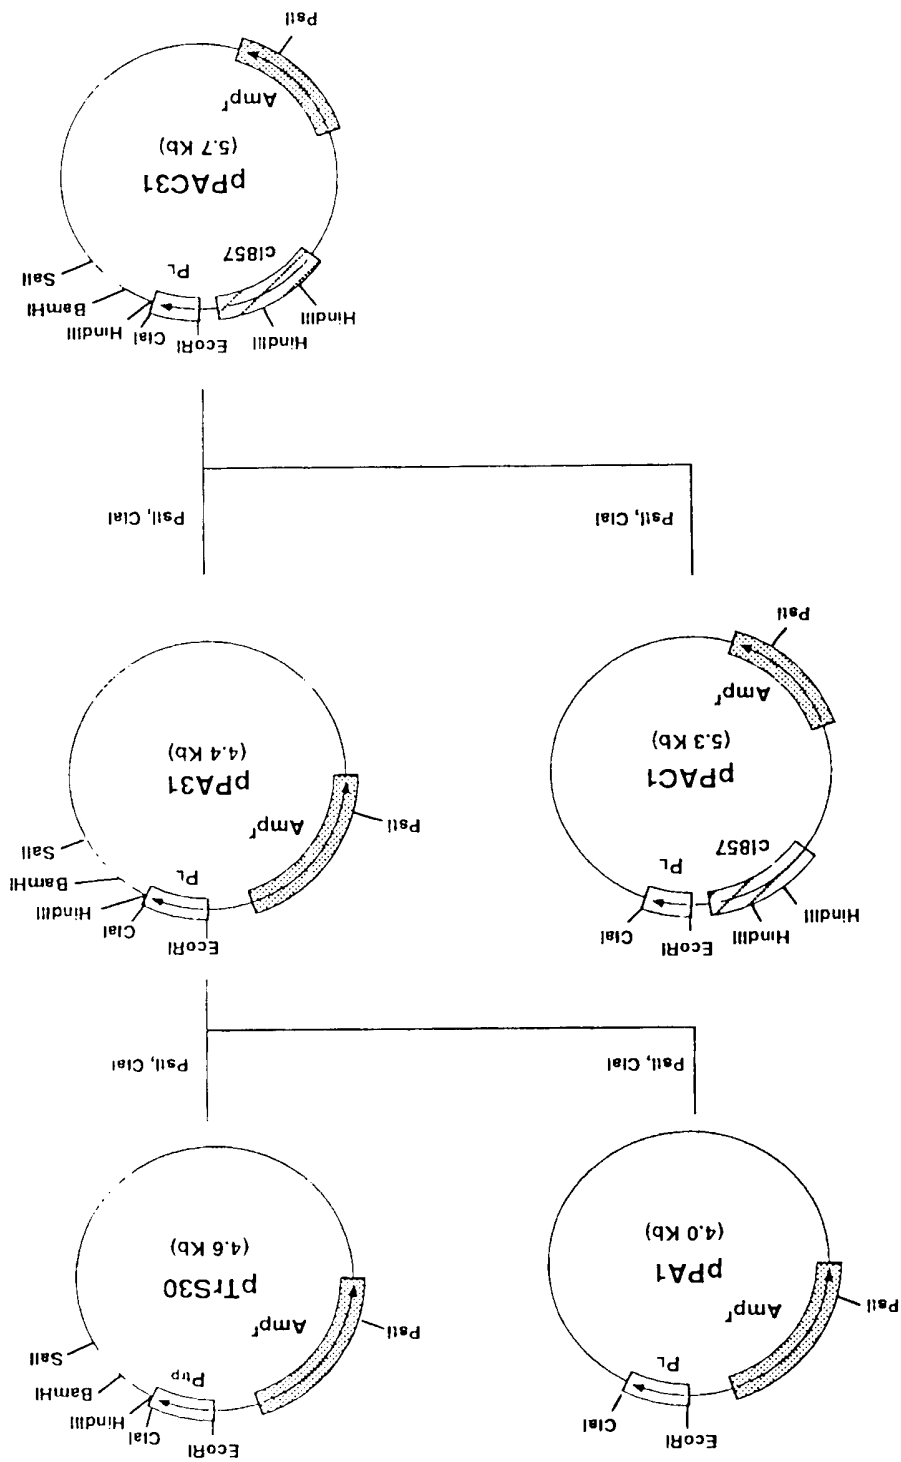 EcoRI
ClaI
PL
PstI
Ampʳ
pPA1
(4.0 Kb)
EcoRI
ClaI
HindIII
BamHI
SalI
Ptrp
PstI
Ampʳ
pTrS30
(4.6 Kb)
PstI, ClaI
PstI, ClaI
HindIII
HindIII
EcoRI
ClaI
cI857
PL
pPAC1
(5.3 Kb)
Ampʳ
PstI
EcoRI
ClaI
HindIII
BamHI
SalI
PL
PstI
Ampʳ
pPA31
(4.4 Kb)
PstI, ClaI
PstI, ClaI
HindIII
HindIII
EcoRI
ClaI
HindIII
BamHI
SalI
cI857
PL
pPAC31
(5.7 Kb)
Ampʳ
PstI